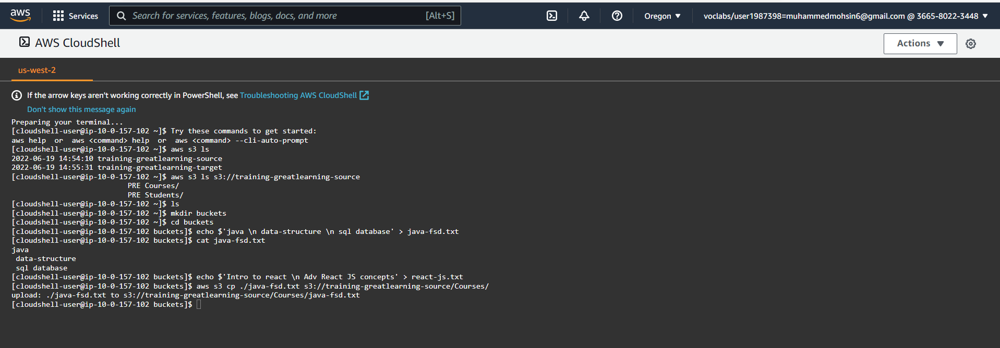 aws
Services
Search for services, features, blogs, docs, and more
[Alt+S]
Oregon ▼
voclabs/user1987398=muhammedmohsin6@gmail.com @ 3665-8022-3448 ▼
AWS CloudShell
Actions ▼
us-west-2
If the arrow keys aren't working correctly in PowerShell, see Troubleshooting AWS CloudShell
Don't show this message again
Preparing your terminal...
[cloudshell-user@ip-10-0-157-102 ~]$ Try these commands to get started:
aws help  or  aws <command> help  or  aws <command> --cli-auto-prompt
[cloudshell-user@ip-10-0-157-102 ~]$ aws s3 ls
2022-06-19 14:54:10 training-greatlearning-source
2022-06-19 14:55:31 training-greatlearning-target
[cloudshell-user@ip-10-0-157-102 ~]$ aws s3 ls s3://training-greatlearning-source
                           PRE Courses/
                           PRE Students/
[cloudshell-user@ip-10-0-157-102 ~]$ ls
[cloudshell-user@ip-10-0-157-102 ~]$ mkdir buckets
[cloudshell-user@ip-10-0-157-102 ~]$ cd buckets
[cloudshell-user@ip-10-0-157-102 buckets]$ echo $'java \n data-structure \n sql database' > java-fsd.txt
[cloudshell-user@ip-10-0-157-102 buckets]$ cat java-fsd.txt
java
 data-structure
 sql database
[cloudshell-user@ip-10-0-157-102 buckets]$ echo $'Intro to react \n Adv React JS concepts' > react-js.txt
[cloudshell-user@ip-10-0-157-102 buckets]$ aws s3 cp ./java-fsd.txt s3://training-greatlearning-source/Courses/
upload: ./java-fsd.txt to s3://training-greatlearning-source/Courses/java-fsd.txt
[cloudshell-user@ip-10-0-157-102 buckets]$